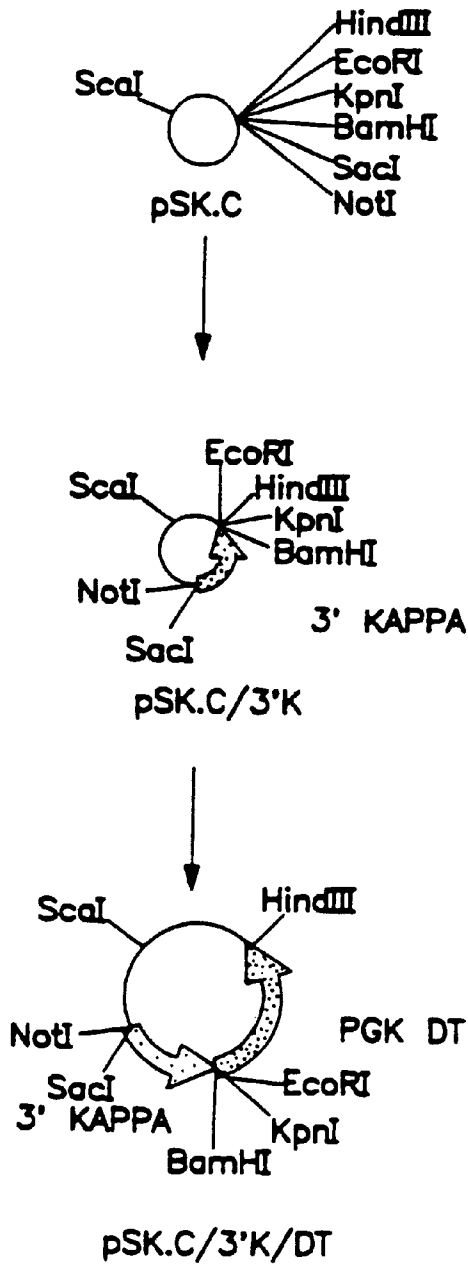 HindIII
EcoRI
ScaI
KpnI
BamHI
SacI
NotI
pSK.C
EcoRI
ScaI
HindIII
KpnI
BamHI
NotI
3' KAPPA
SacI
pSK.C/3'K
HindIII
ScaI
NotI
PGK DT
SacI
EcoRI
3' KAPPA
KpnI
BamHI
pSK.C/3'K/DT